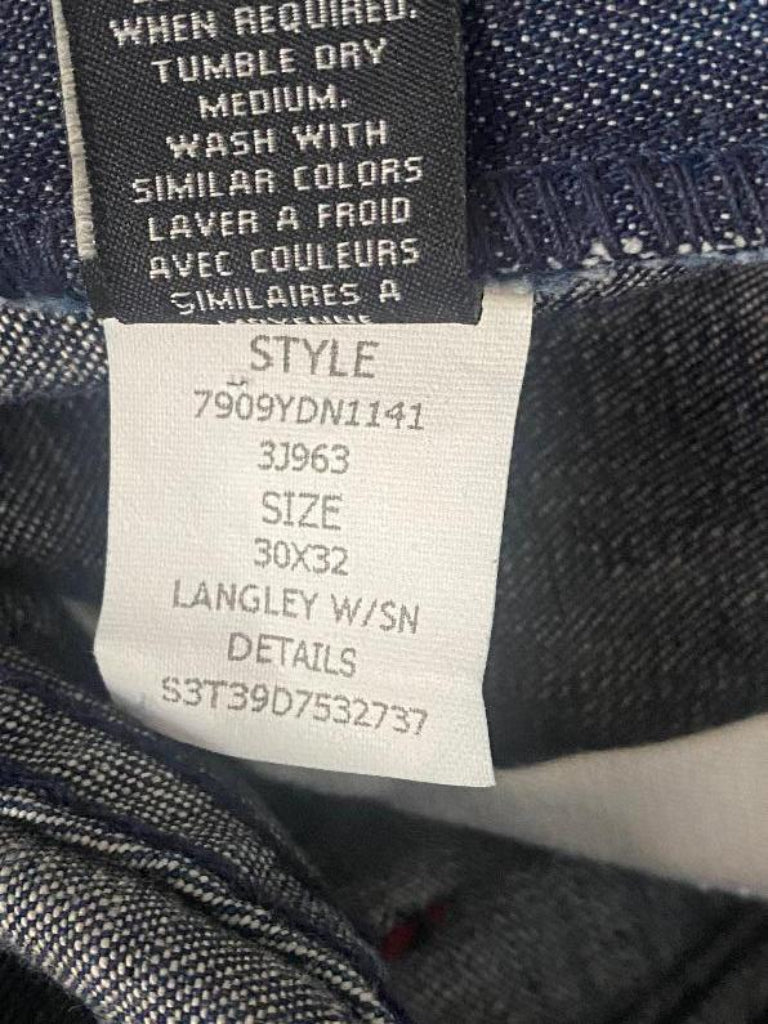 WHEN REQUIRED.
TUMBLE DRY
MEDIUM.
WASH WITH
SIMILAR COLORS
LAVER A FROID
AVEC COULEURS
SIMILAIRES A
STYLE
7909YDN1141
3J963
SIZE
30X32
LANGLEY W/SN
DETAILS
S3T39D7532737